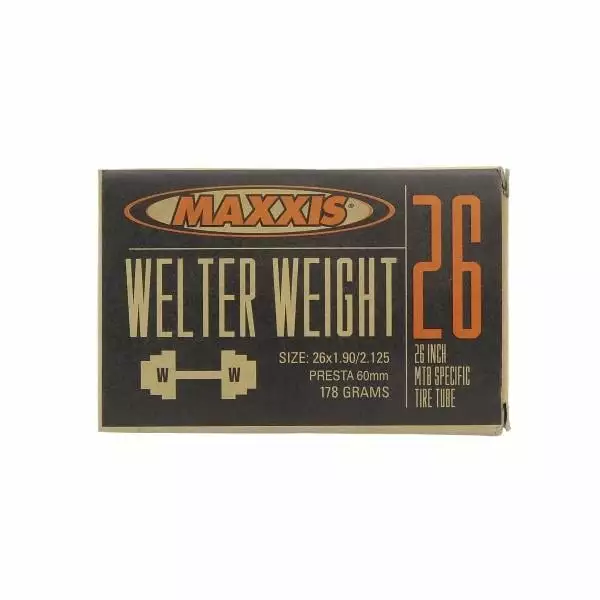 MAXXIS®
WELTER WEIGHT
W W
SIZE: 26x1.90/2.125
PRESTA 60mm
178 GRAMS
26
26 INCH
MTB SPECIFIC
TIRE TUBE